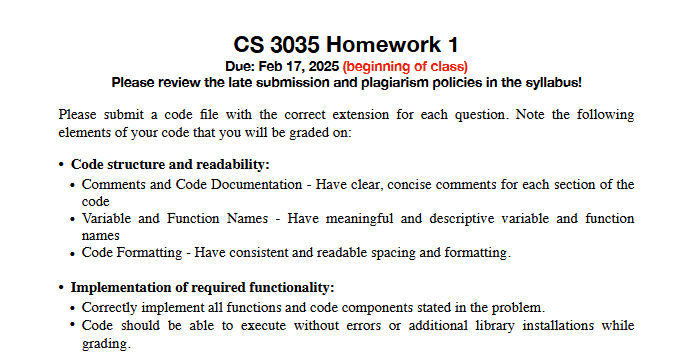 CS 3035 Homework 1
Due: Feb 17, 2025 (beginning of class)
Please review the late submission and plagiarism policies in the syllabus!
Please submit a code file with the correct extension for each question. Note the following
elements of your code that you will be graded on:
• Code structure and readability:
• Comments and Code Documentation - Have clear, concise comments for each section of the
code
• Variable and Function Names - Have meaningful and descriptive variable and function
names
• Code Formatting - Have consistent and readable spacing and formatting.
• Implementation of required functionality:
• Correctly implement all functions and code components stated in the problem.
• Code should be able to execute without errors or additional library installations while
grading.